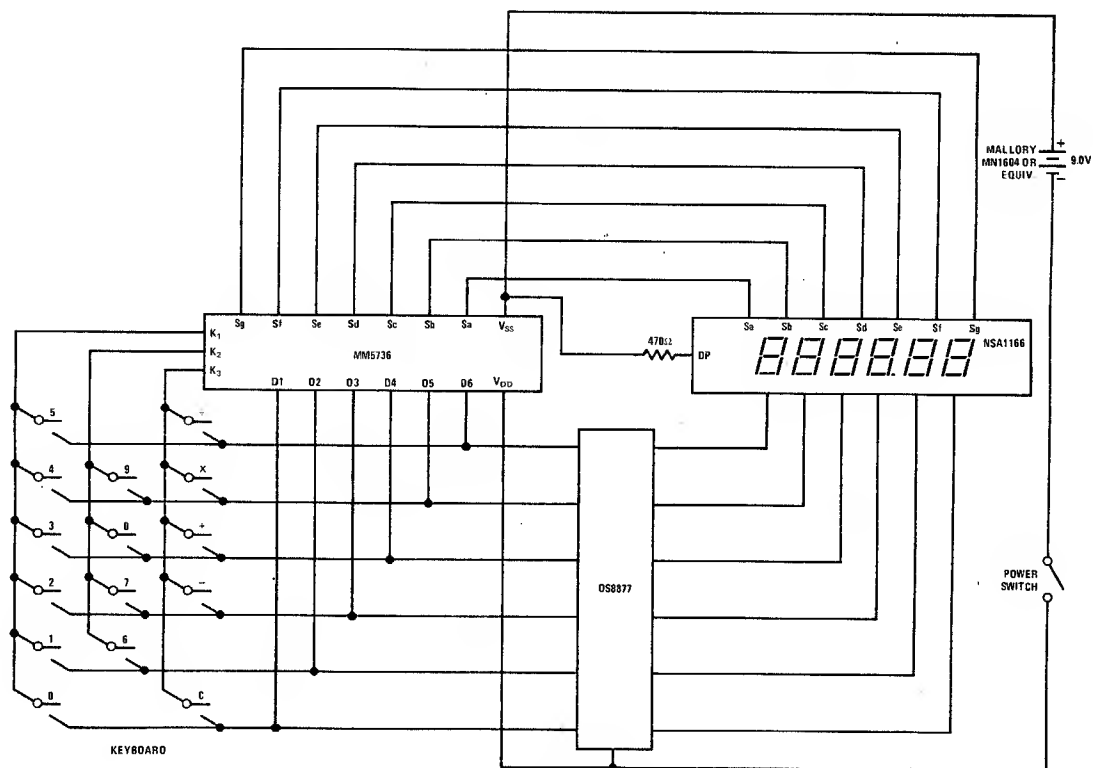 MALLORY
MN1604 OR
EQUIV.
+
9.0V
−
Sg Sf Se Sd Sc Sb Sa VSS
K1
K2
K3
MM5736
D1 D2 D3 D4 D5 D6 VDD
470Ω
Sa Sb Sc Sd Se Sf Sg
DP
888888
NSA1166
5 ÷
4 9 X
3 8 +
2 7 −
1 6
0 C
KEYBOARD
DS8877
POWER
SWITCH